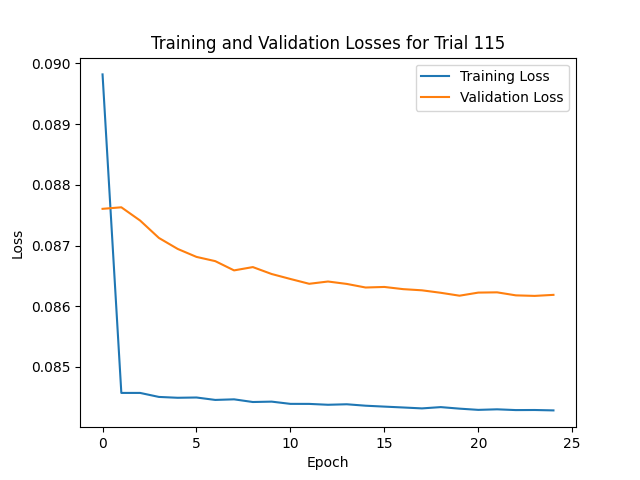 Training and Validation Losses for Trial 115
Training Loss
Validation Loss
0.090
0.089
0.088
0.087
0.086
0.085
Loss
0
5
10
15
20
25
Epoch